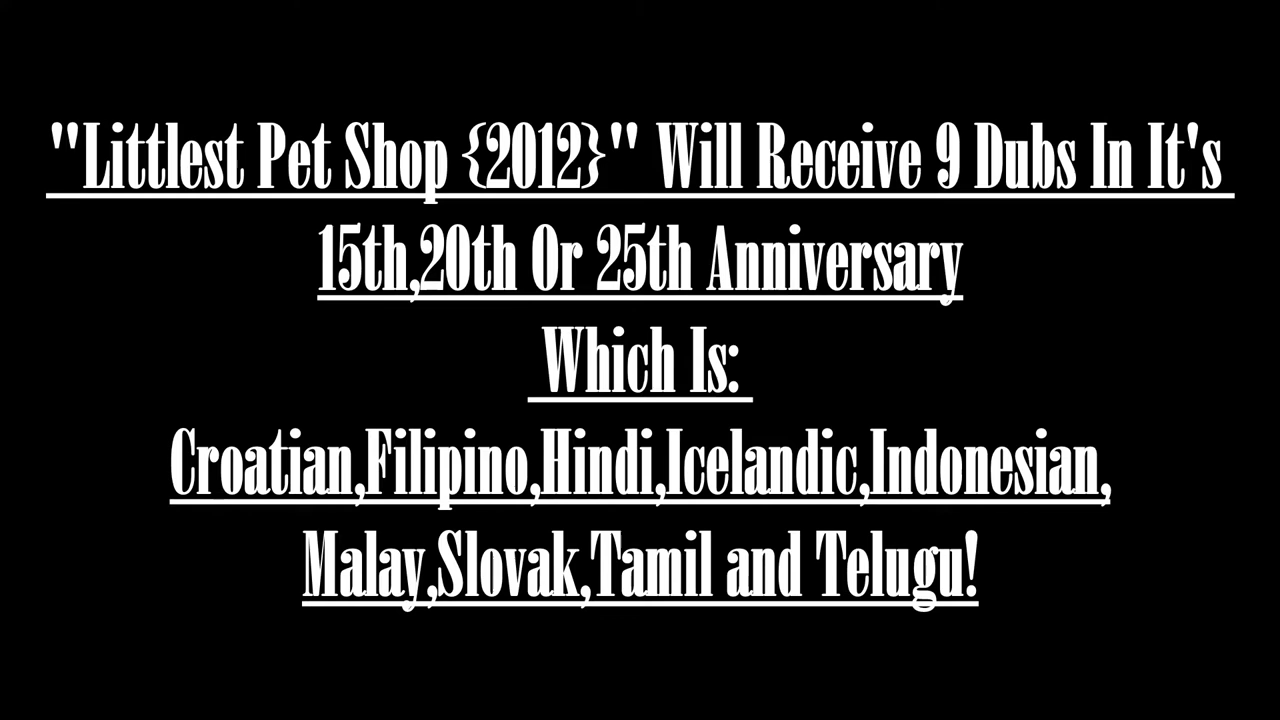 "Littlest Pet Shop {2012}" Will Receive 9 Dubs In It's
15th,20th Or 25th Anniversary
Which Is:
Croatian,Filipino,Hindi,Icelandic,Indonesian,
Malay,Slovak,Tamil and Telugu!